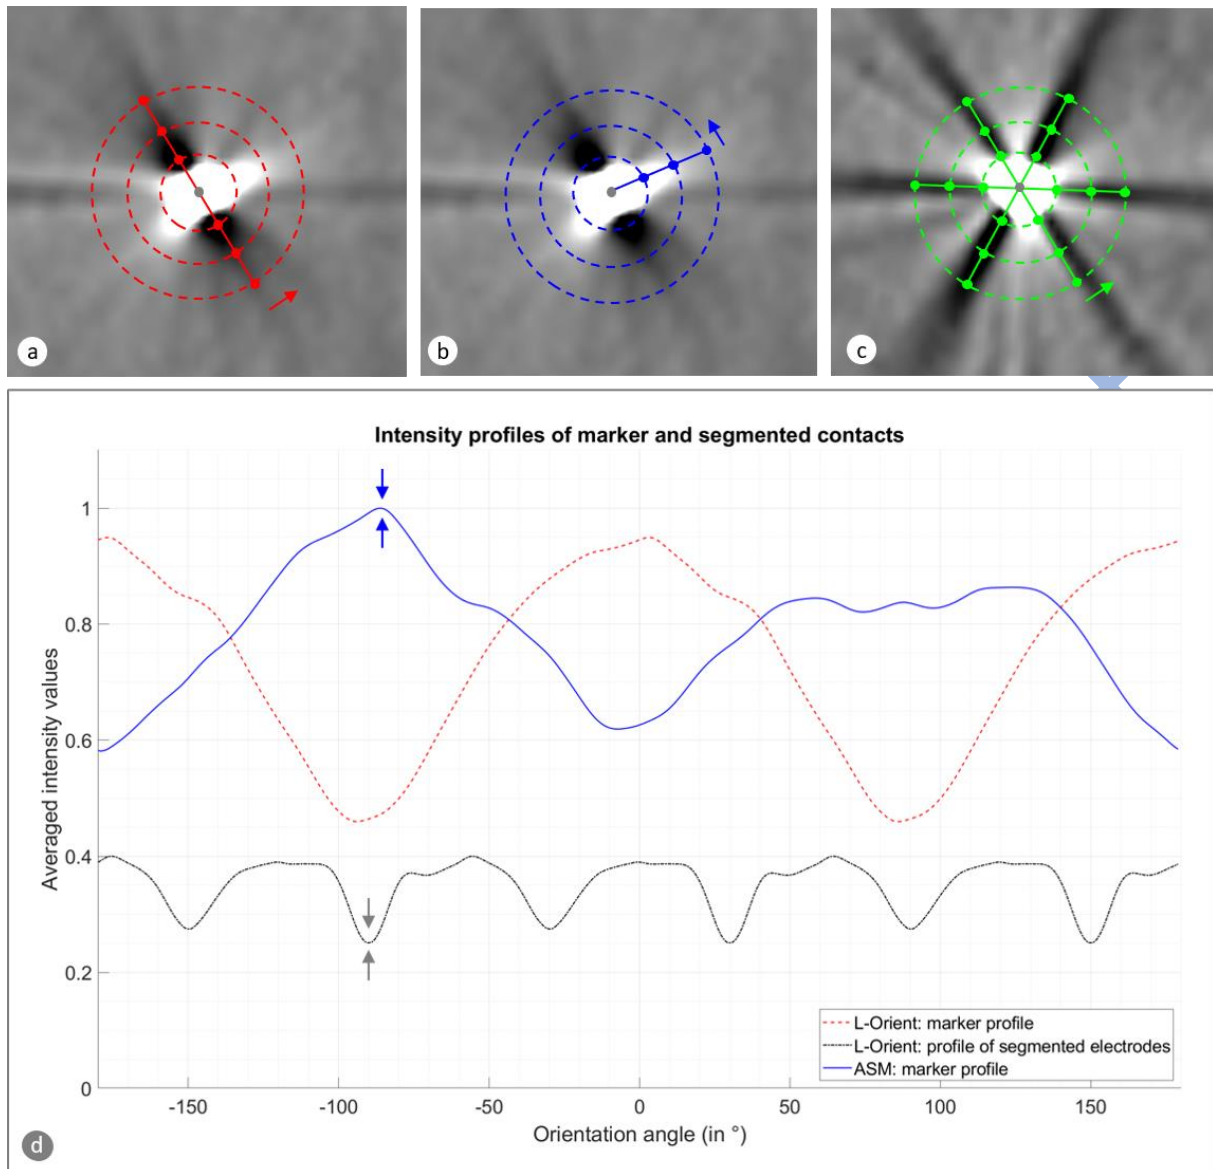 a
b
c
Intensity profiles of marker and segmented contacts
1
0.8
0.6
0.4
0.2
0
Averaged intensity values
-150 -100 -50 0 50 100 150
Orientation angle (in °)
L-Orient: marker profile
L-Orient: profile of segmented electrodes
ASM: marker profile
d